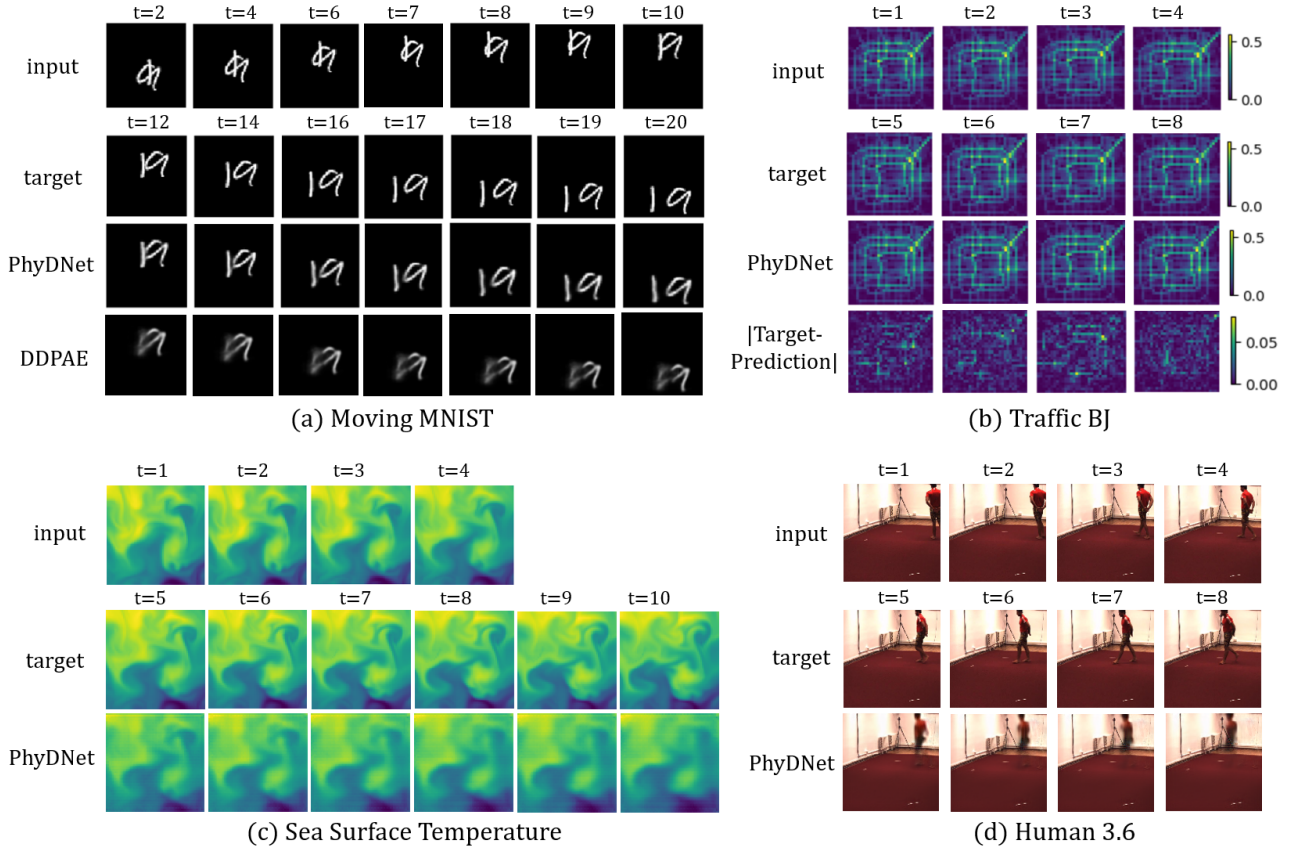 t=2 t=4 t=6 t=7 t=8 t=9 t=10
input
t=12 t=14 t=16 t=17 t=18 t=19 t=20
target
PhyDNet
DDPAE
(a) Moving MNIST
t=1 t=2 t=3 t=4
input
0.5
0.0
t=5 t=6 t=7 t=8
target
0.5
0.0
PhyDNet
0.5
0.0
|Target-
Prediction|
0.05
0.00
(b) Traffic BJ
t=1 t=2 t=3 t=4
input
t=5 t=6 t=7 t=8 t=9 t=10
target
PhyDNet
(c) Sea Surface Temperature
t=1 t=2 t=3 t=4
input
t=5 t=6 t=7 t=8
target
PhyDNet
(d) Human 3.6